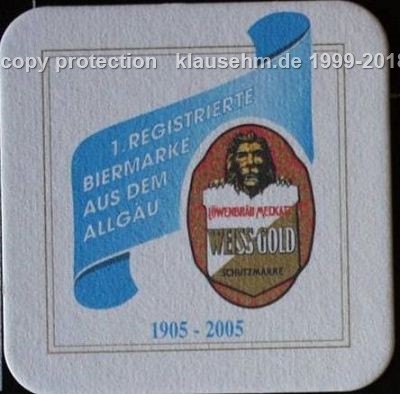 copy protection klausehm.de 1999-2018
1. REGISTRIERTE
BIERMARKE
AUS DEM
ALLGÄU
LÖWENBRÄU MECKATZ
WEISS-GOLD
SCHUTZMARKE
1905 - 2005